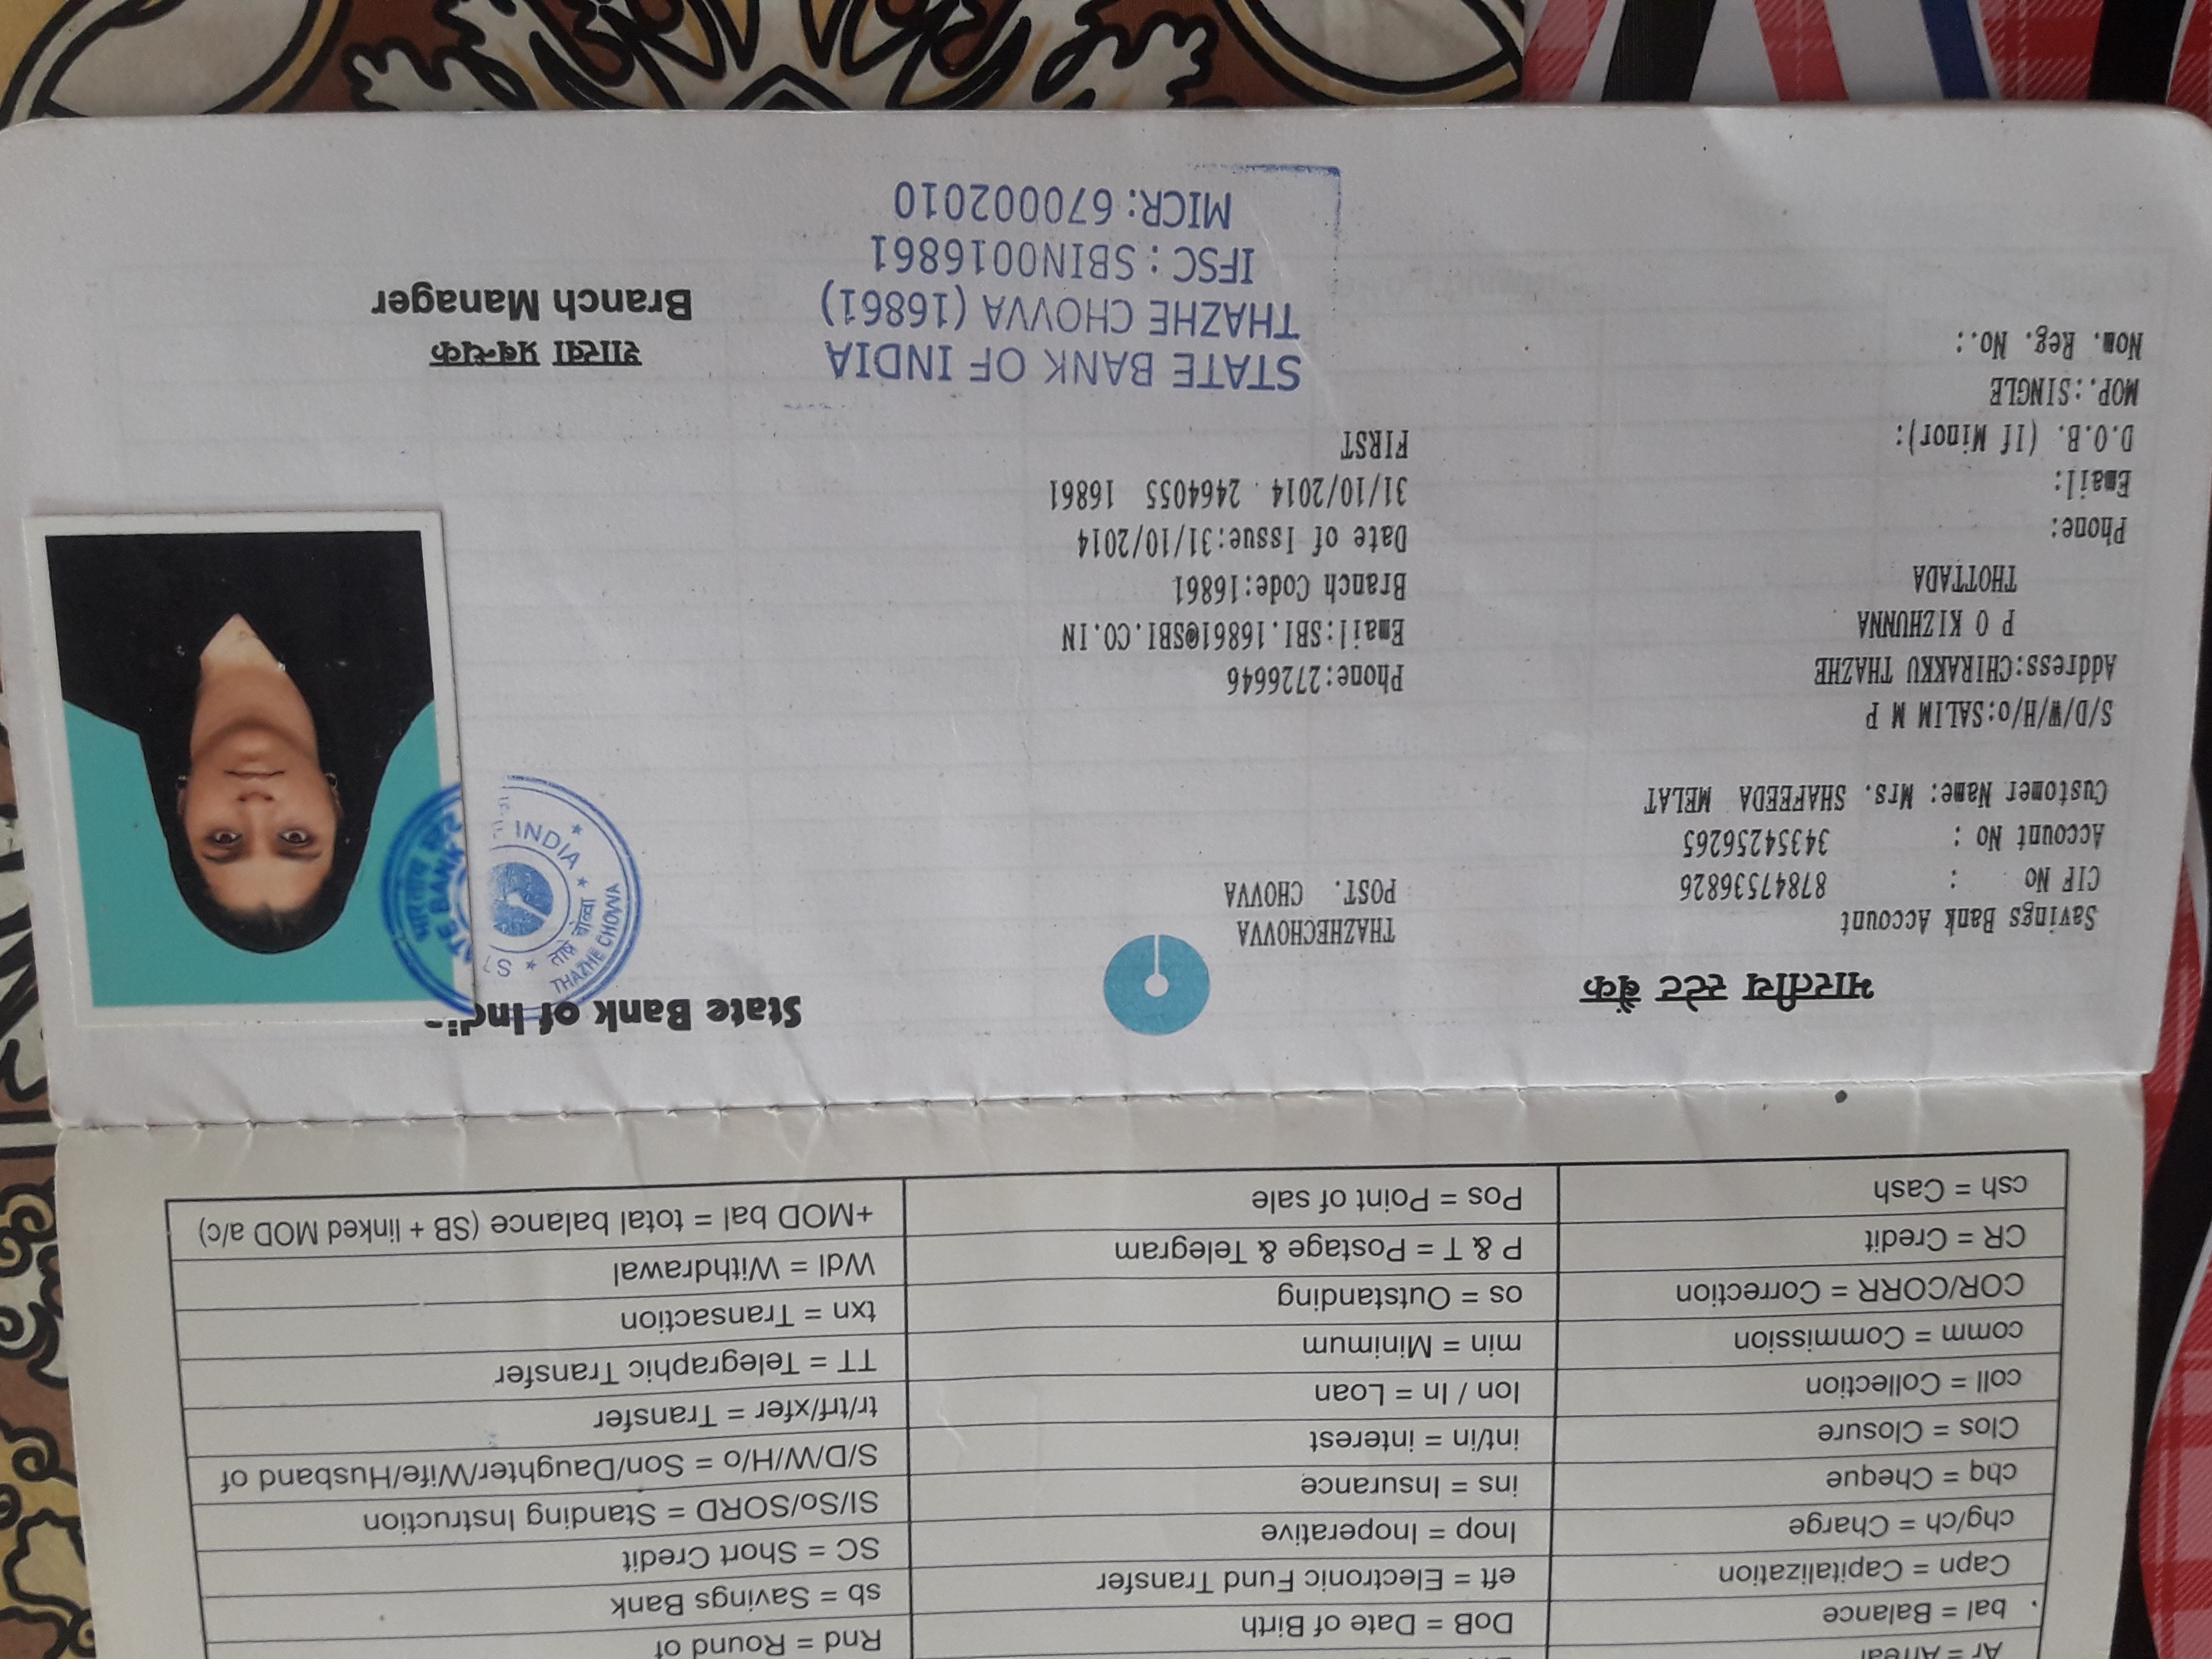 Ar = Arrear
bal = Balance
Capn = Capitalization
chg/ch = Charge
chq = Cheque
Clos = Closure
coll = Collection
comm = Commission
COR/CORR = Correction
CR = Credit
csh = Cash
DoB = Date of Birth
eft = Electronic Fund Transfer
Inop = Inoperative
ins = Insurance
int/in = interest
lon / ln = Loan
min = Minimum
os = Outstanding
P & T = Postage & Telegram
Pos = Point of sale
Rnd = Round of
sb = Savings Bank
SC = Short Credit
SI/So/SORD = Standing Instruction
S/D/W/H/o = Son/Daughter/Wife/Husband of
tr/trf/xfer = Transfer
TT = Telegraphic Transfer
txn = Transaction
Wdl = Withdrawal
+MOD bal = total balance (SB + linked MOD a/c)
भारतीय स्टेट बैंक
State Bank of India
Savings Bank Account
CIF No : 87847536826
Account No : 34354256265
Customer Name: Mrs. SHAFEEDA MELAT
S/D/W/H/o:SALIM M P
Address:CHIRAKKU THAZHE
P O KIZHUNNA
THOTTADA
Phone:
Email:
D.O.B. (If Minor):
MOP.:SINGLE
Nom. Reg. No.:
THAZHECHOVVA
POST. CHOVVA
Phone:2726646
Email:SBI.16861@SBI.CO.IN
Branch Code:16861
Date of Issue:31/10/2014
31/10/2014 2464055 16861
FIRST
THAZHE CHOVVA
STATE BANK
INDIA
STATE BANK OF INDIA
THAZHE CHOVVA (16861)
IFSC : SBIN0016861
MICR: 670002010
शाखा प्रबन्धक
Branch Manager